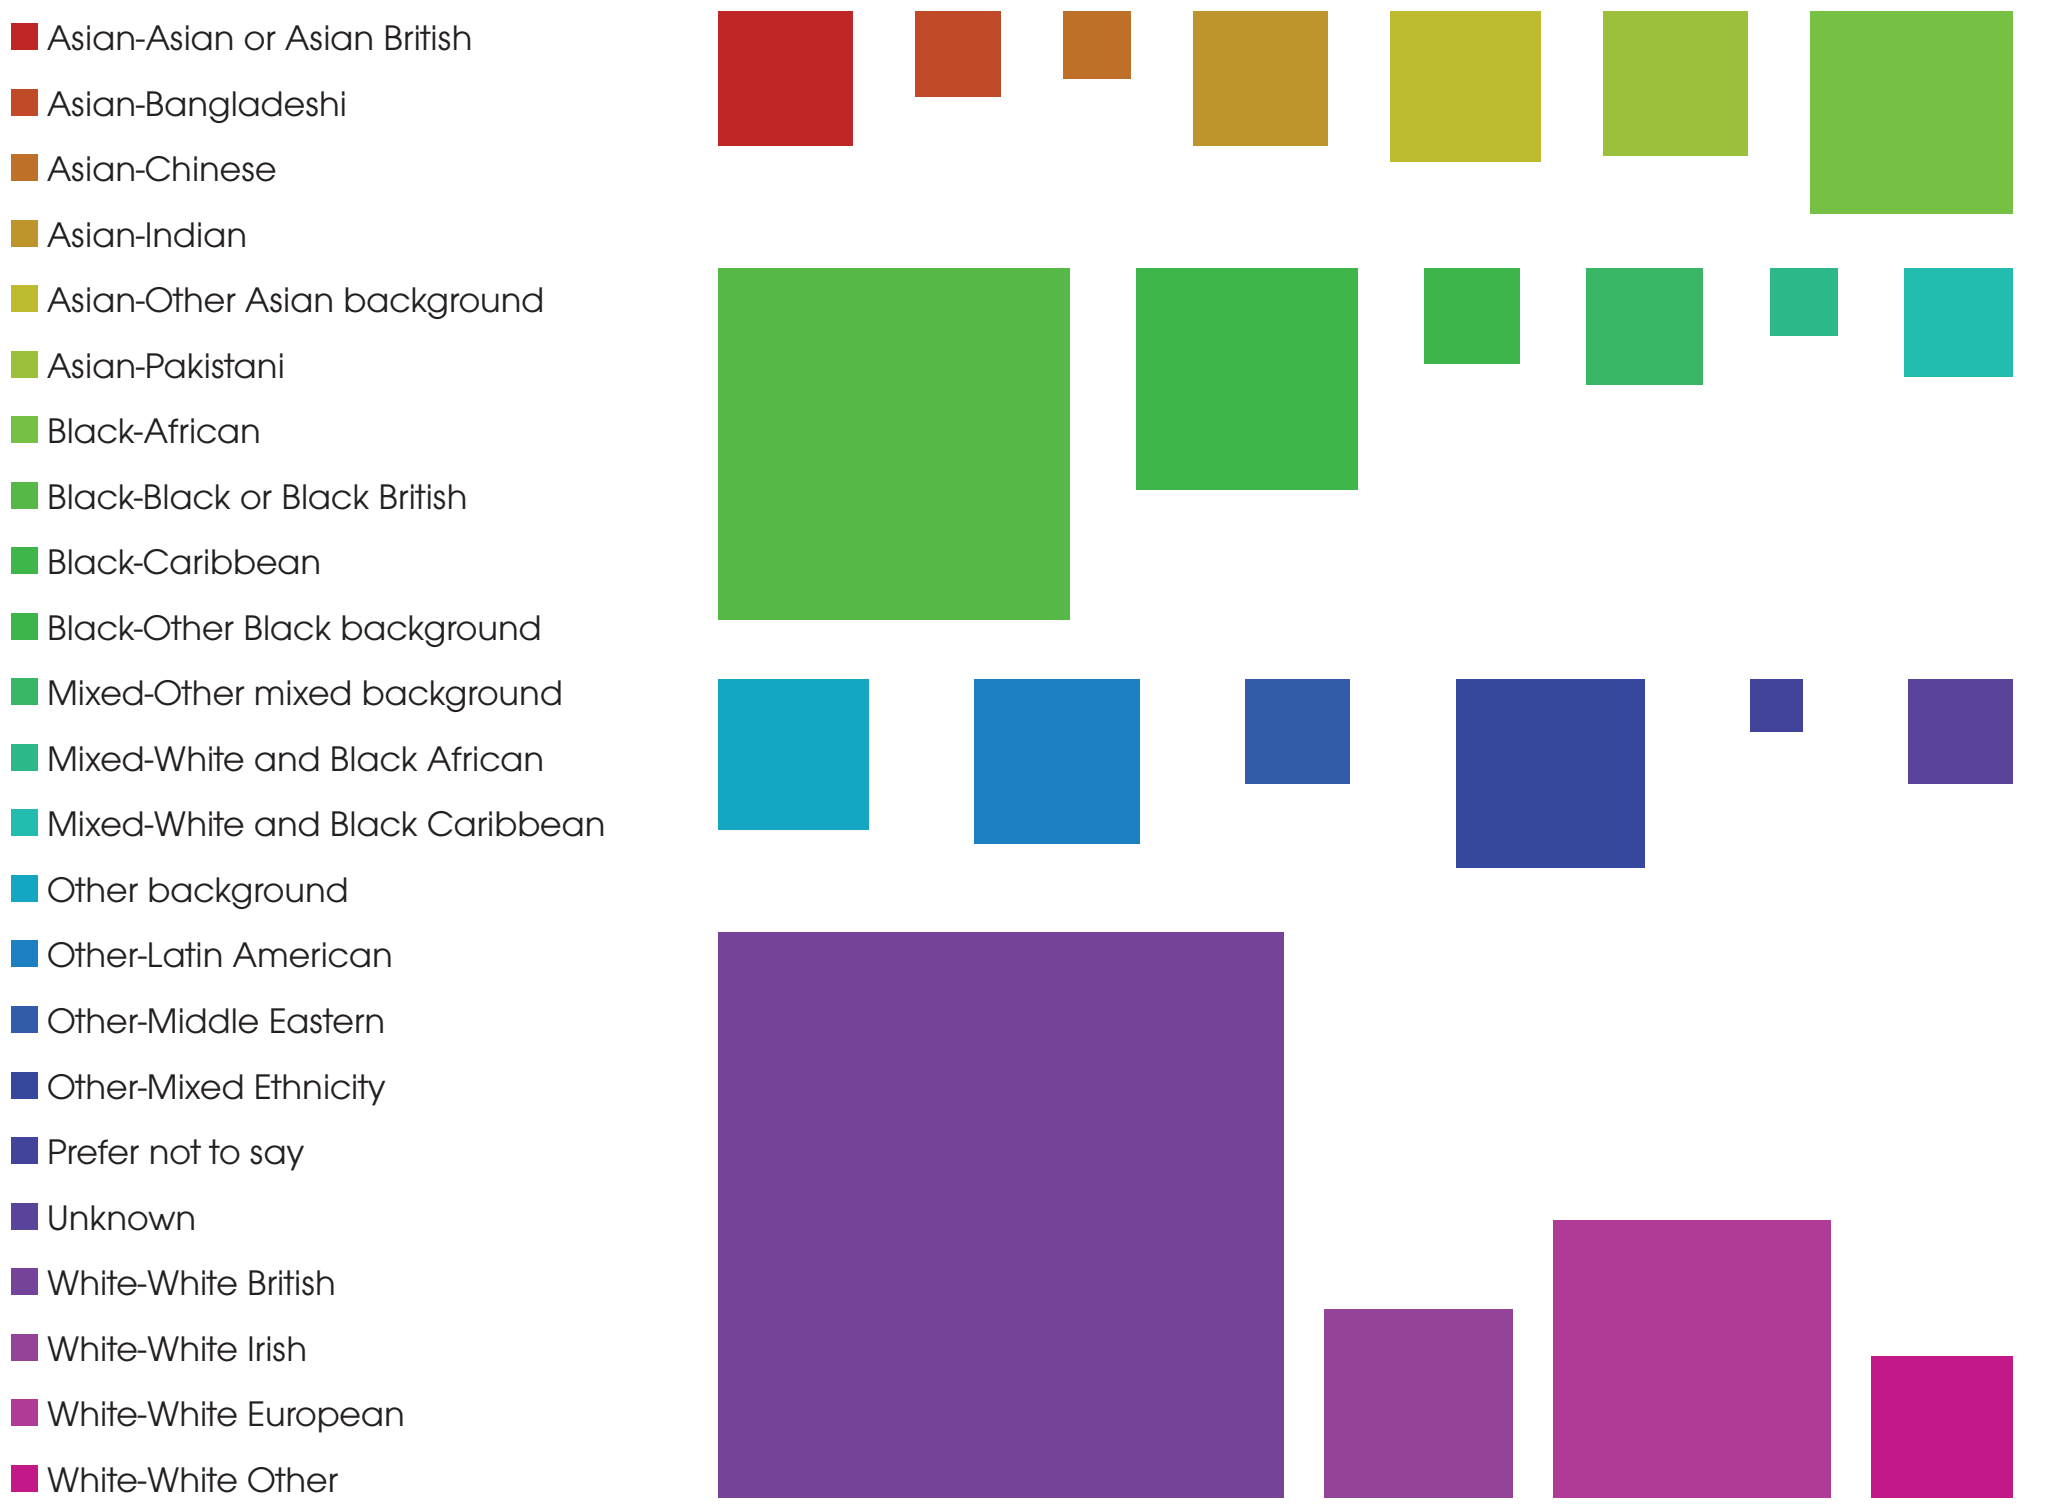 Asian-Asian or Asian British
Asian-Bangladeshi
Asian-Chinese
Asian-Indian
Asian-Other Asian background
Asian-Pakistani
Black-African
Black-Black or Black British
Black-Caribbean
Black-Other Black background
Mixed-Other mixed background
Mixed-White and Black African
Mixed-White and Black Caribbean
Other background
Other-Latin American
Other-Middle Eastern
Other-Mixed Ethnicity
Prefer not to say
Unknown
White-White British
White-White Irish
White-White European
White-White Other